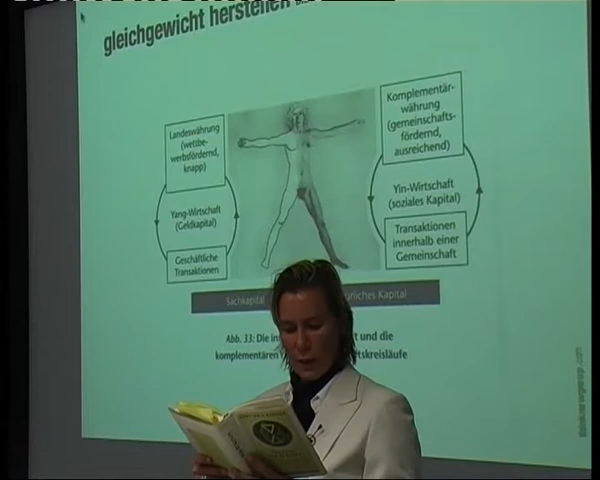 gleichgewicht herstellen
Landeswährung
(wettbe-
werbsfördernd,
knapp)
Yang-Wirtschaft
(Geldkapital)
Geschäftliche
Transaktionen
Komplementär-
währung
(gemeinschafts-
fördernd,
ausreichend)
Yin-Wirtschaft
(soziales Kapital)
Transaktionen
innerhalb einer
Gemeinschaft
Sachkapital
Kapital
Abb. 33: Die
und die
komplementären